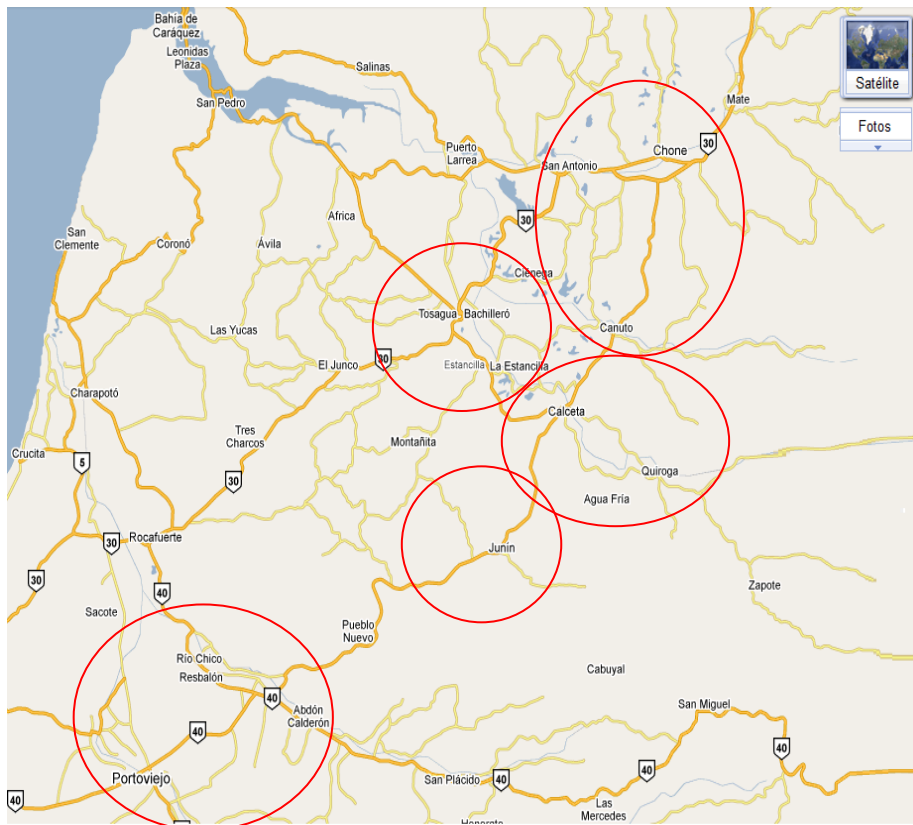 Bahía de
Caráquez
Leonidas
Plaza
Salinas
Satélite
San Pedro
Mate
Fotos
30
Chone
Puerto
Larrea
San Antonio
Africa
30
San
Clemente
Coronó
Ávila
Ciénega
Tosagua
Bachilleró
Las Yucas
Canuto
30
El Junco
Estancilla
La Estancilla
Charapotó
Calceta
Tres
Charcos
Montañita
Crucita
5
Quiroga
30
Agua Fría
Rocafuerte
30
Junín
30
40
Zapote
Sacote
Pueblo
Nuevo
Río Chico
Resbalón
Cabuyal
40
Abdón
Calderón
San Miguel
40
40
Portoviejo
San Plácido
40
40
40
Las
Mercedes